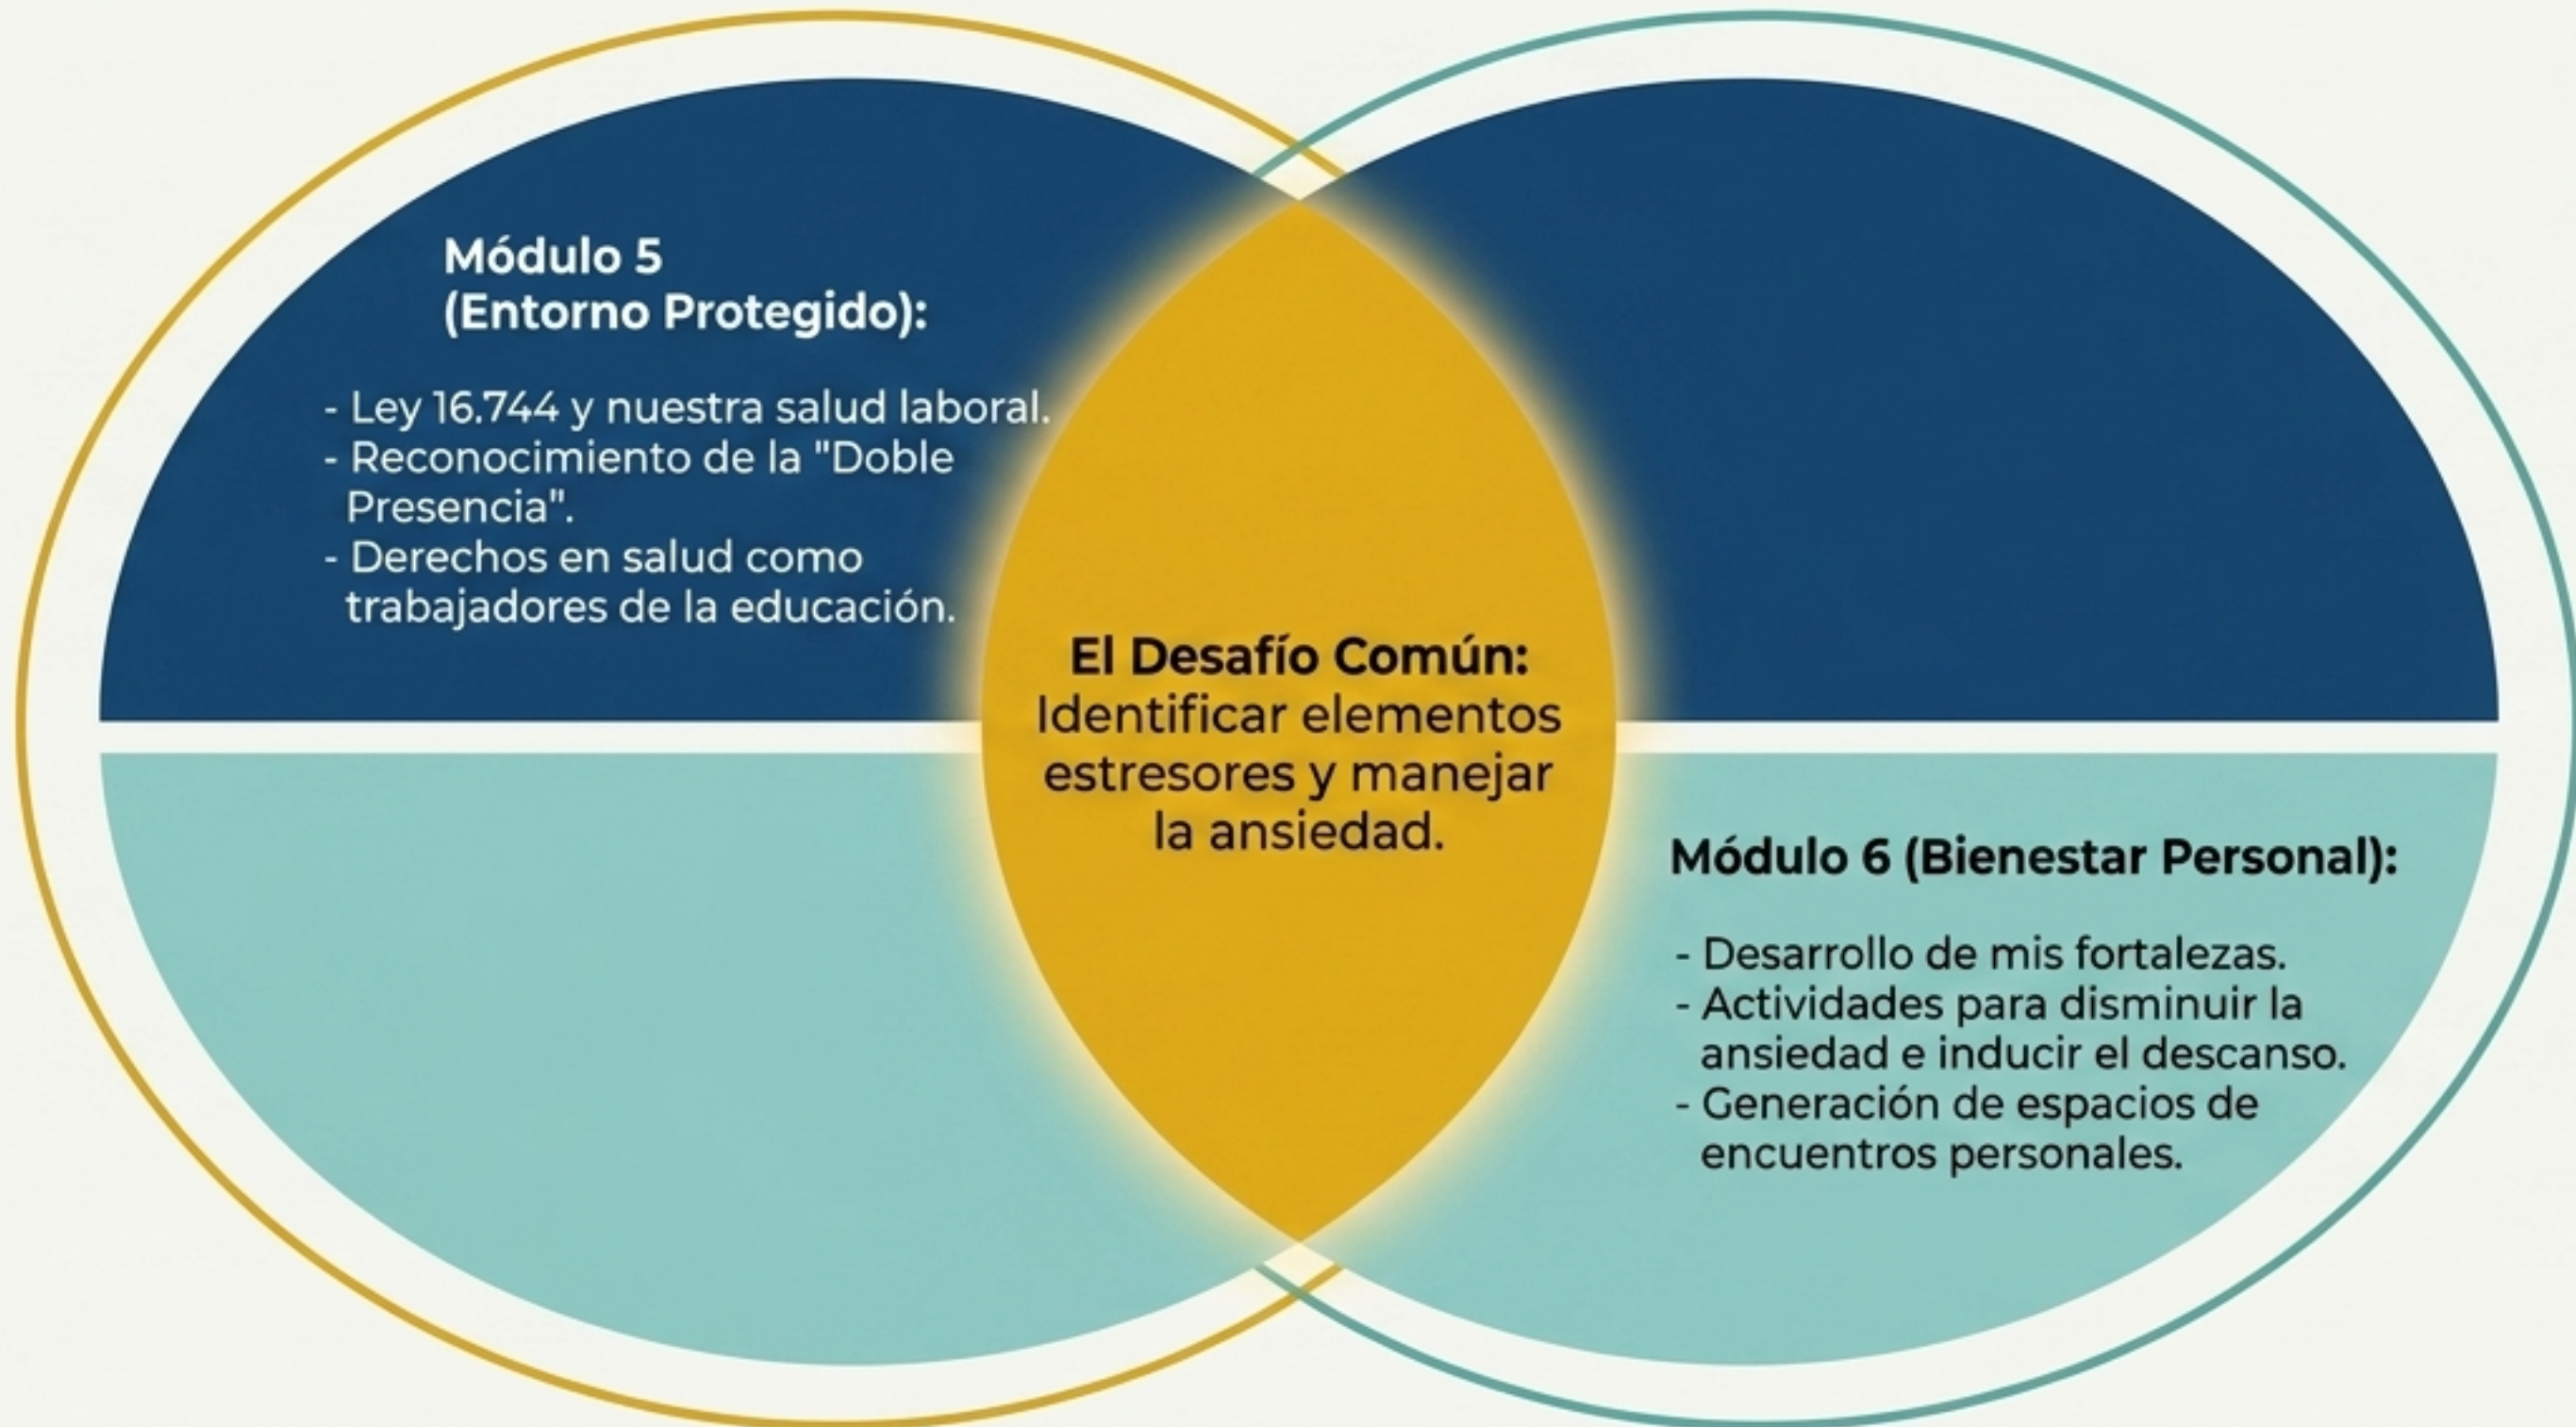 Módulo 5
(Entorno Protegido):
- Ley 16.744 y nuestra salud laboral.
- Reconocimiento de la "Doble
Presencia".
- Derechos en salud como
trabajadores de la educación.
El Desafío Común:
Identificar elementos
estresores y manejar
la ansiedad.
Módulo 6 (Bienestar Personal):
- Desarrollo de mis fortalezas.
- Actividades para disminuir la
ansiedad e inducir el descanso.
- Generación de espacios de
encuentros personales.